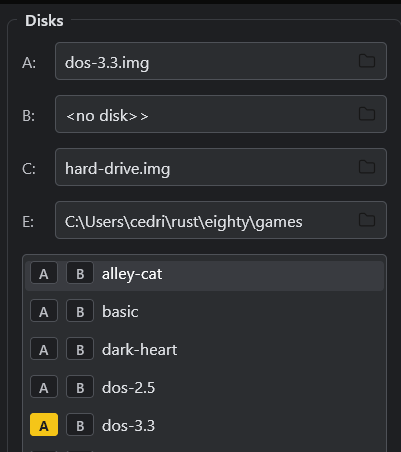 Disks
A: dos-3.3.img
B: <no disk>>
C: hard-drive.img
E: C:\Users\cedri\rust\eighty\games
A B alley-cat
A B basic
A B dark-heart
A B dos-2.5
A B dos-3.3